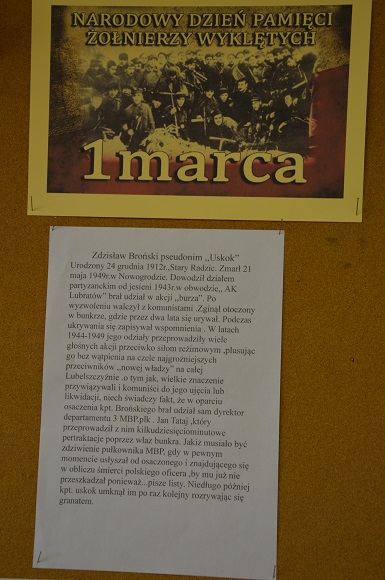 NARODOWY DZIEŃ PAMIĘCI
ŻOŁNIERZY WYKLĘTYCH
1 marca
Zdzisław Broński pseudonim ,,Uskok"
Urodzony 24 grudnia 1912r.,Stary Radzic. Zmarł 21
maja 1949r.w Nowogrodzie. Dowodził działem
partyzanckim od jesieni 1943r.w obwodzie,, AK
Lubratów" brał udział w akcji ,,burza". Po
wyzwoleniu walczył z komunistami .Zginął otoczony
w bunkrze, gdzie przez dwa lata się urywał. Podczas
ukrywania się zapisywał wspomnienia . W latach
1944-1949 jego odziały przeprowadziły wiele
głośnych akcji przeciwko siłom reżimowym ,plusując
go bez wątpienia na czele najgroźniejszych
przeciwników ,,nowej władzy" na całej
Lubelszczyźnie .o tym jak, wielkie znaczenie
przywiązywali i komuniści do jego ujęcia lub
likwidacji, niech świadczy fakt, że w oparciu
osaczenia kpt. Brońskiego brał udział sam dyrektor
departamentu 3 MBP,płk . Jan Tataj ,który
przeprowadził z nim kilkudziesięciominutowę
pertraktacje poprzez właz bunkra. Jakiż musiało być
zdziwienie pułkownika MBP, gdy w pewnym
momencie usłyszał od osaczonego i znajdującego się
w obliczu śmierci polskiego oficera ,by mu już nie
przeszkadzał ponieważ...pisze listy. Niedługo później
kpt. uskok umknął im po raz kolejny rozrywając się
granatem.